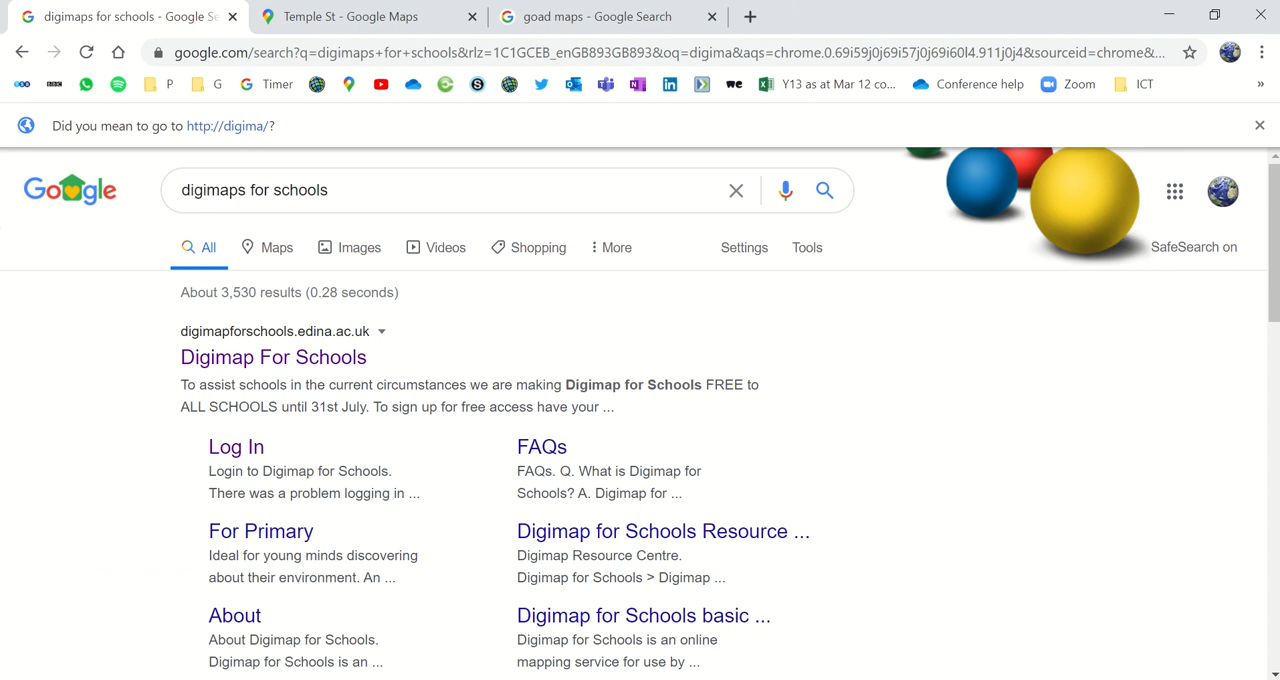 digimaps for schools - Google Se
Temple St - Google Maps
goad maps - Google Search
google.com/search?q=digimaps+for+schools&rlz=1C1GCEB_enGB893GB893&oq=digima&aqs=chrome.0.69i59j0j69i57j0j69i60l4.911j0j4&sourceid=chrome&...
BBC
P
G
Timer
we
Y13 as at Mar 12 co...
Conference help
Zoom
ICT
»
Did you mean to go to http://digima/?
Google
digimaps for schools
All
Maps
Images
Videos
Shopping
More
Settings
Tools
SafeSearch on
About 3,530 results (0.28 seconds)
digimapforschools.edina.ac.uk
Digimap For Schools
To assist schools in the current circumstances we are making Digimap for Schools FREE to
ALL SCHOOLS until 31st July. To sign up for free access have your ...
Log In
Login to Digimap for Schools.
There was a problem logging in ...
FAQs
FAQs. Q. What is Digimap for
Schools? A. Digimap for ...
For Primary
Ideal for young minds discovering
about their environment. An ...
Digimap for Schools Resource ...
Digimap Resource Centre.
Digimap for Schools > Digimap ...
About
About Digimap for Schools.
Digimap for Schools is an ...
Digimap for Schools basic ...
Digimap for Schools is an online
mapping service for use by ...